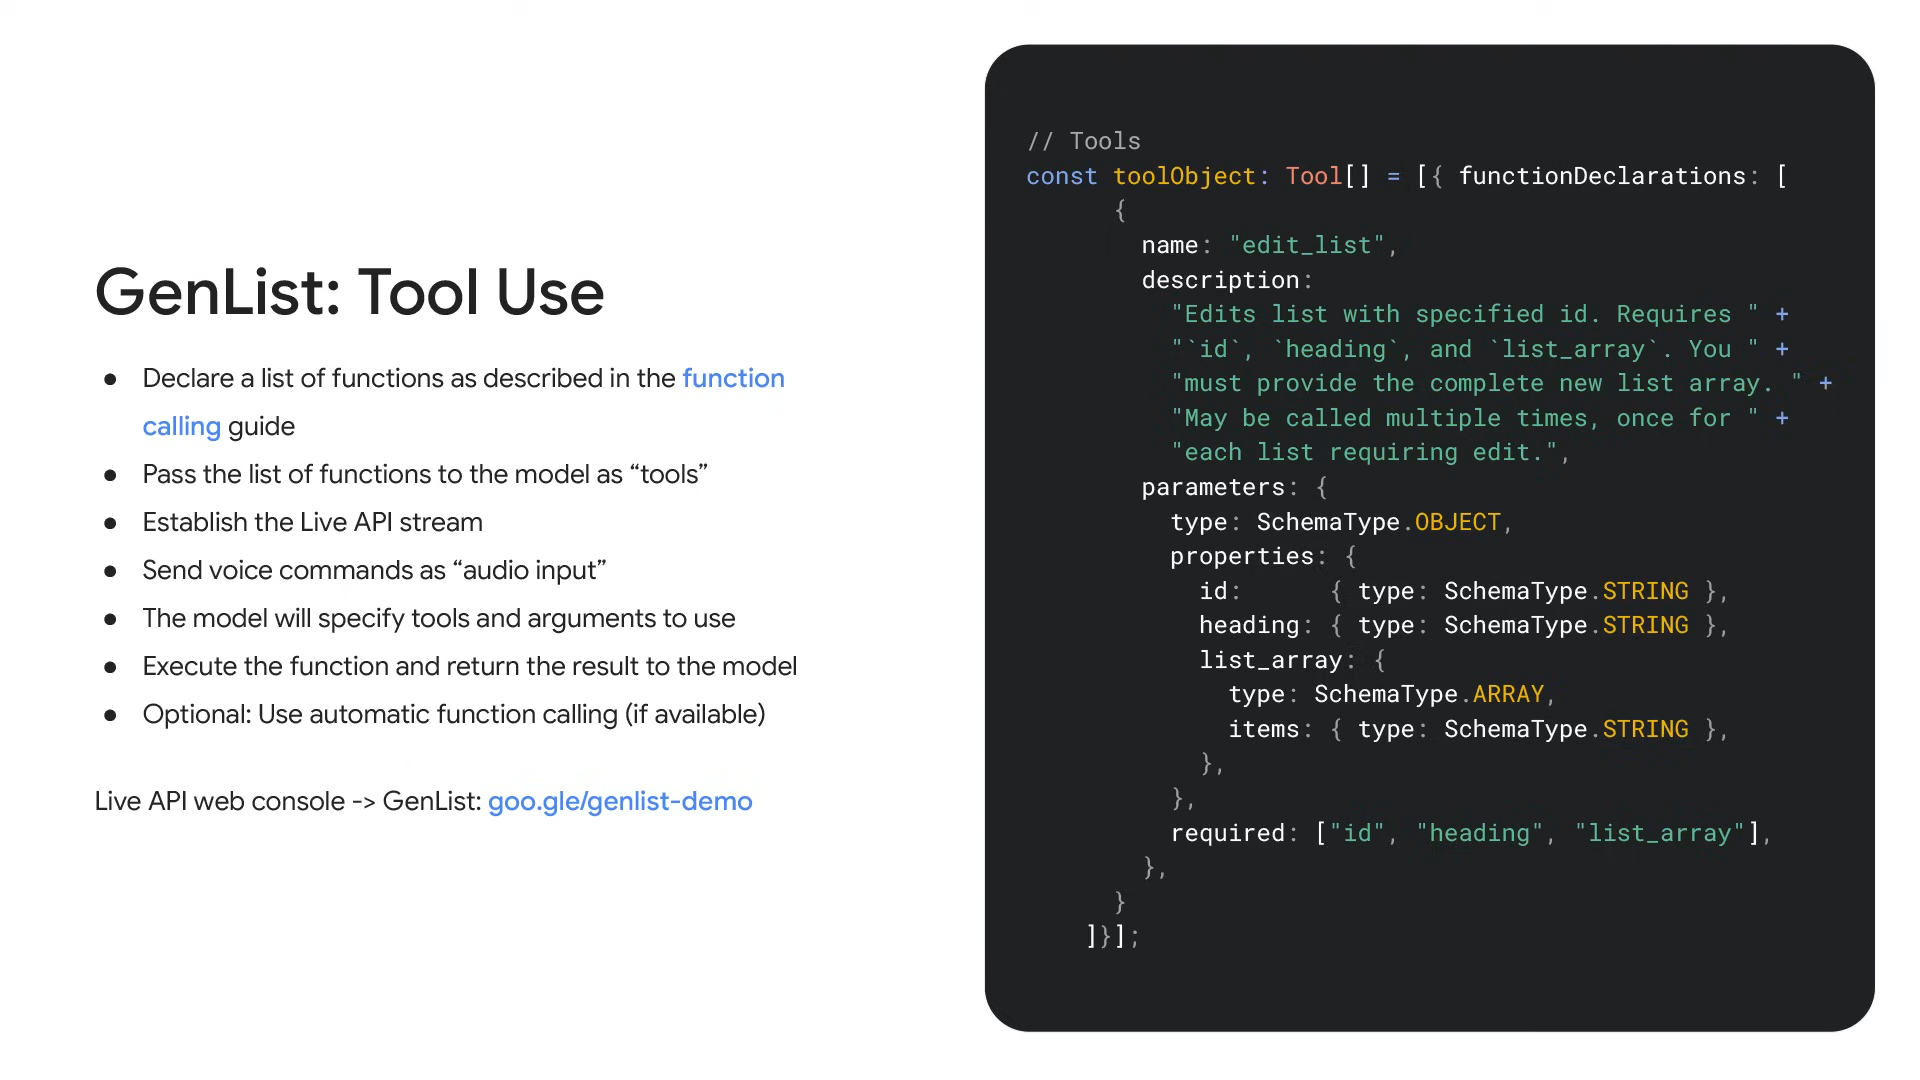 GenList: Tool Use
● Declare a list of functions as described in the function
calling guide
● Pass the list of functions to the model as “tools”
● Establish the Live API stream
● Send voice commands as “audio input”
● The model will specify tools and arguments to use
● Execute the function and return the result to the model
● Optional: Use automatic function calling (if available)
Live API web console -> GenList: goo.gle/genlist-demo
// Tools
const toolObject: Tool[] = [{ functionDeclarations: [
      {
        name: "edit_list",
        description:
          "Edits list with specified id. Requires " +
          "`id`, `heading`, and `list_array`. You " +
          "must provide the complete new list array. " +
          "May be called multiple times, once for " +
          "each list requiring edit.",
        parameters: {
          type: SchemaType.OBJECT,
          properties: {
            id:      { type: SchemaType.STRING },
            heading: { type: SchemaType.STRING },
            list_array: {
              type: SchemaType.ARRAY,
              items: { type: SchemaType.STRING },
            },
          },
          required: ["id", "heading", "list_array"],
        },
      }
    ]}];